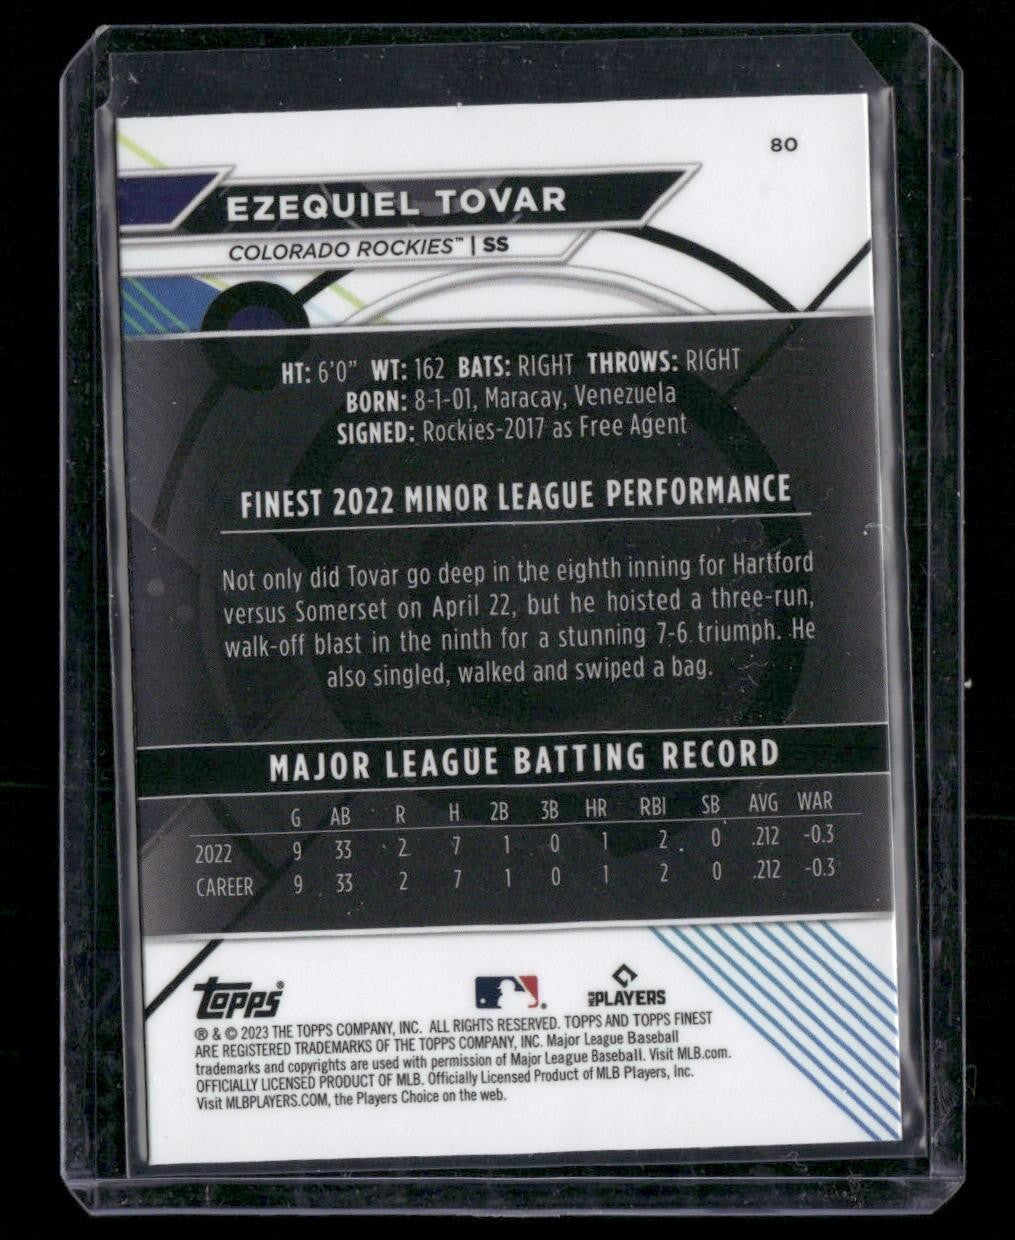 80
EZEQUIEL TOVAR
COLORADO ROCKIES™ | SS
HT: 6'0" WT: 162 BATS: RIGHT THROWS: RIGHT
BORN: 8-1-01, Maracay, Venezuela
SIGNED: Rockies-2017 as Free Agent
FINEST 2022 MINOR LEAGUE PERFORMANCE
Not only did Tovar go deep in the eighth inning for Hartford
versus Somerset on April 22, but he hoisted a three-run,
walk-off blast in the ninth for a stunning 7-6 triumph. He
also singled, walked and swiped a bag.
MAJOR LEAGUE BATTING RECORD
G AB R H 2B 3B HR RBI SB AVG WAR
2022 9 33 2 7 1 0 1 2 0 .212 -0.3
CAREER 9 33 2 7 1 0 1 2 0 .212 -0.3
topps®
MLB PLAYERS
® & © 2023 THE TOPPS COMPANY, INC. ALL RIGHTS RESERVED. TOPPS AND TOPPS FINEST
ARE REGISTERED TRADEMARKS OF THE TOPPS COMPANY, INC. Major League Baseball
trademarks and copyrights are used with permission of Major League Baseball. Visit MLB.com.
OFFICIALLY LICENSED PRODUCT OF MLB. Officially Licensed Product of MLB Players, Inc.
Visit MLBPLAYERS.COM, the Players Choice on the web.